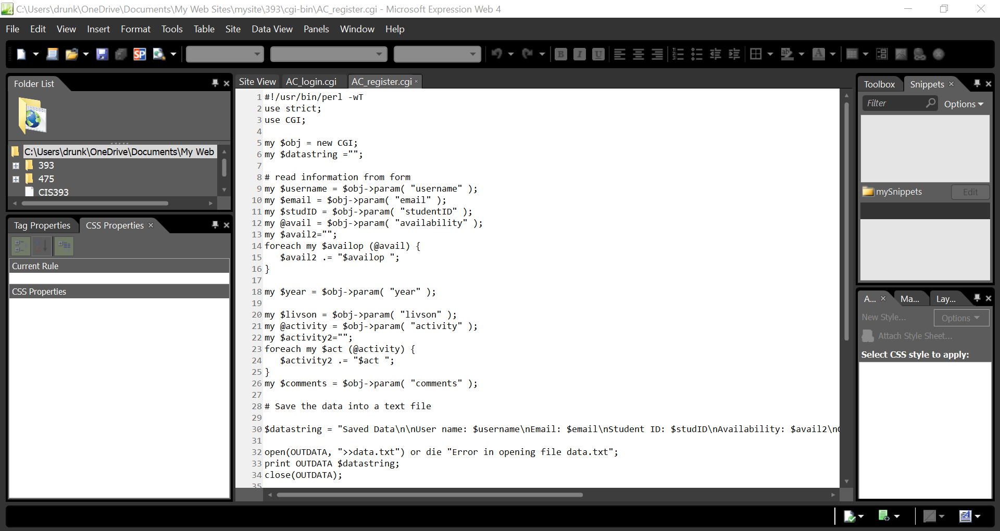 C:\Users\drunk\OneDrive\Documents\My Web Sites\mysite\393\cgi-bin\AC_register.cgi - Microsoft Expression Web 4
File Edit View Insert Format Tools Table Site Data View Panels Window Help
Folder List
C:\Users\drunk\OneDrive\Documents\My Web
393
475
CIS393
Tag Properties CSS Properties
Current Rule
CSS Properties
Site View AC_login.cgi AC_register.cgi
1 #!/usr/bin/perl -wT
2 use strict;
3 use CGI;
4
5 my $obj = new CGI;
6 my $datastring ="";
7
8 # read information from form
9 my $username = $obj->param( "username" );
10 my $email = $obj->param( "email" );
11 my $studID = $obj->param( "studentID" );
12 my @avail = $obj->param( "availability" );
13 my $avail2="";
14 foreach my $availop (@avail) {
15    $avail2 .= "$availop ";
16 }
17
18 my $year = $obj->param( "year" );
19
20 my $livson = $obj->param( "livson" );
21 my @activity = $obj->param( "activity" );
22 my $activity2="";
23 foreach my $act (@activity) {
24    $activity2 .= "$act ";
25 }
26 my $comments = $obj->param( "comments" );
27
28 # Save the data into a text file
29
30 $datastring = "Saved Data\n\nUser name: $username\nEmail: $email\nStudent ID: $studID\nAvailability: $avail2\n
31
32 open(OUTDATA, ">>data.txt") or die "Error in opening file data.txt";
33 print OUTDATA $datastring;
34 close(OUTDATA);
35
Toolbox Snippets
Filter Options
mySnippets Edit
A... Ma... Lay...
New Style... Options
Attach Style Sheet...
Select CSS style to apply: